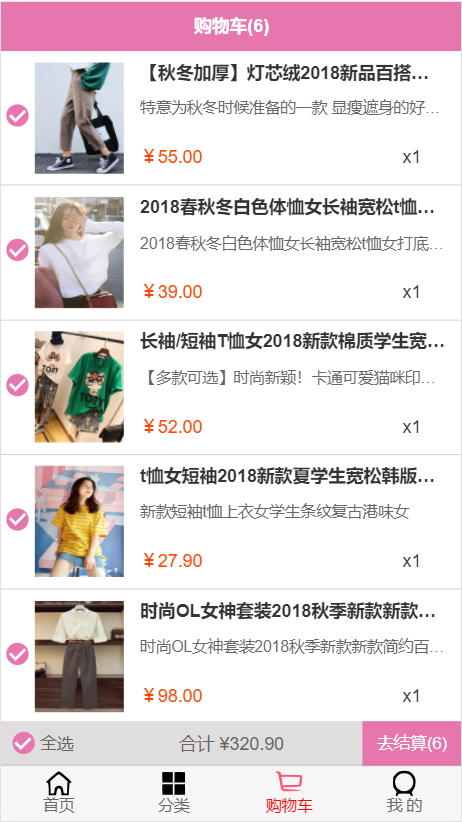 购物车(6)
【秋冬加厚】灯芯绒2018新品百搭…
特意为秋冬时候准备的一款 显瘦遮身的好…
￥55.00
x1
2018春秋冬白色体恤女长袖宽松t恤…
2018春秋冬白色体恤女长袖宽松t恤女打底…
￥39.00
x1
长袖/短袖T恤女2018新款棉质学生宽…
【多款可选】时尚新颖！卡通可爱猫咪印…
￥52.00
x1
t恤女短袖2018新款夏学生宽松韩版…
新款短袖t恤上衣女学生条纹复古港味女
￥27.90
x1
时尚OL女神套装2018秋季新款新款…
时尚OL女神套装2018秋季新款新款简约百…
￥98.00
x1
全选
合计 ¥320.90
去结算(6)
首页
分类
购物车
我 的